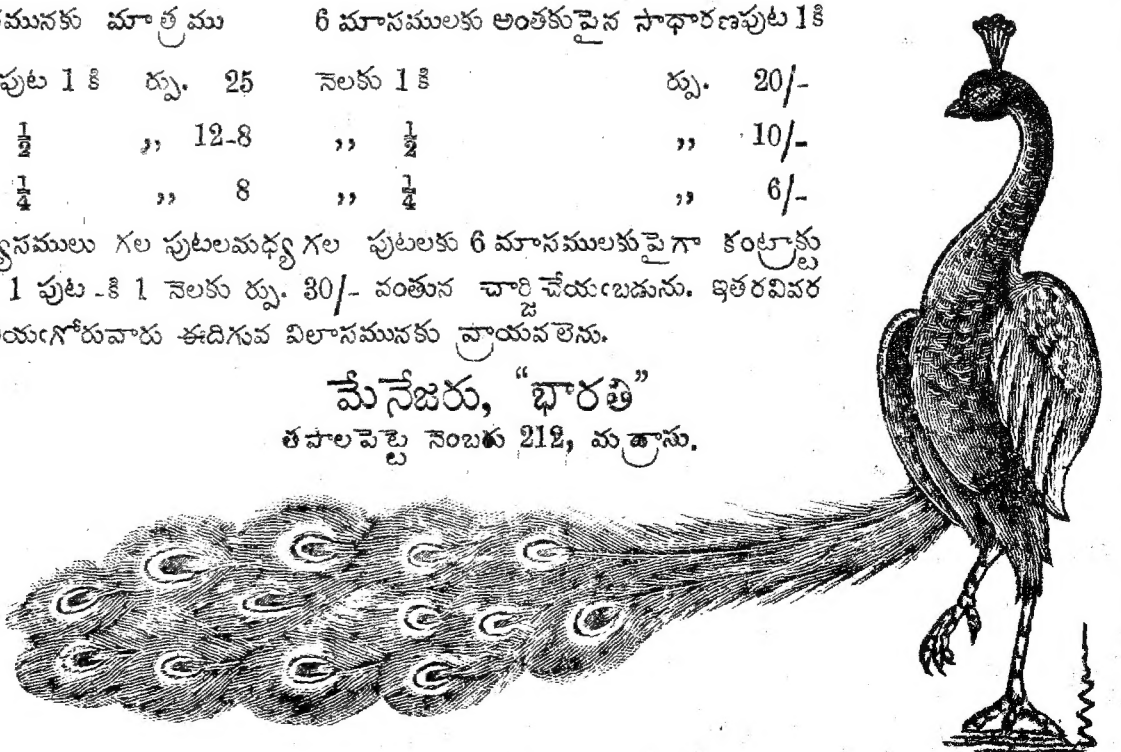 మునకు మాత్రము 6 మాసములకు అంతకుపైన సాధారణపుట 1కి
పుట 1 కి ర్పు. 25 నెలకు 1 కి ర్పు. 20/-
½ ,, 12-8 ,, ½ ,, 10/-
¼ ,, 8 ,, ¼ ,, 6/-
గల పుటలమధ్య గల పుటలకు 6 మాసములకుపైగా కంట్రాక్టు
1 పుట -కి 1 నెలకు ర్పు. 30/- వంతున చార్జి చేయఁబడును. ఇతరవివర
యఁగోరువారు ఈదిగువ విలాసమునకు వ్రాయవలెను.
మేనేజరు, “భారతి”
తపాలపెట్టె నెంబరు 212, మద్రాసు.